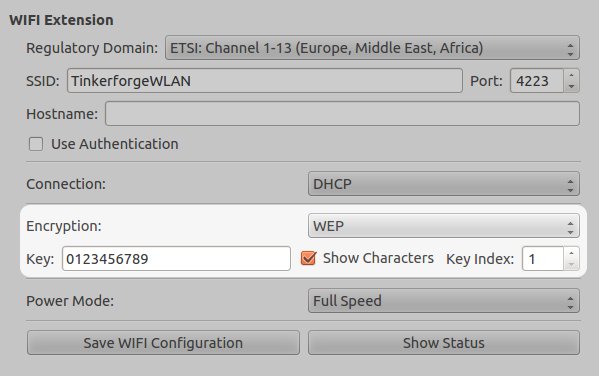 WIFI Extension
Regulatory Domain: ETSI: Channel 1-13 (Europe, Middle East, Africa)
SSID: TinkerforgeWLAN Port: 4223
Hostname:
Use Authentication
Connection: DHCP
Encryption: WEP
Key: 0123456789 Show Characters Key Index: 1
Power Mode: Full Speed
Save WIFI Configuration Show Status